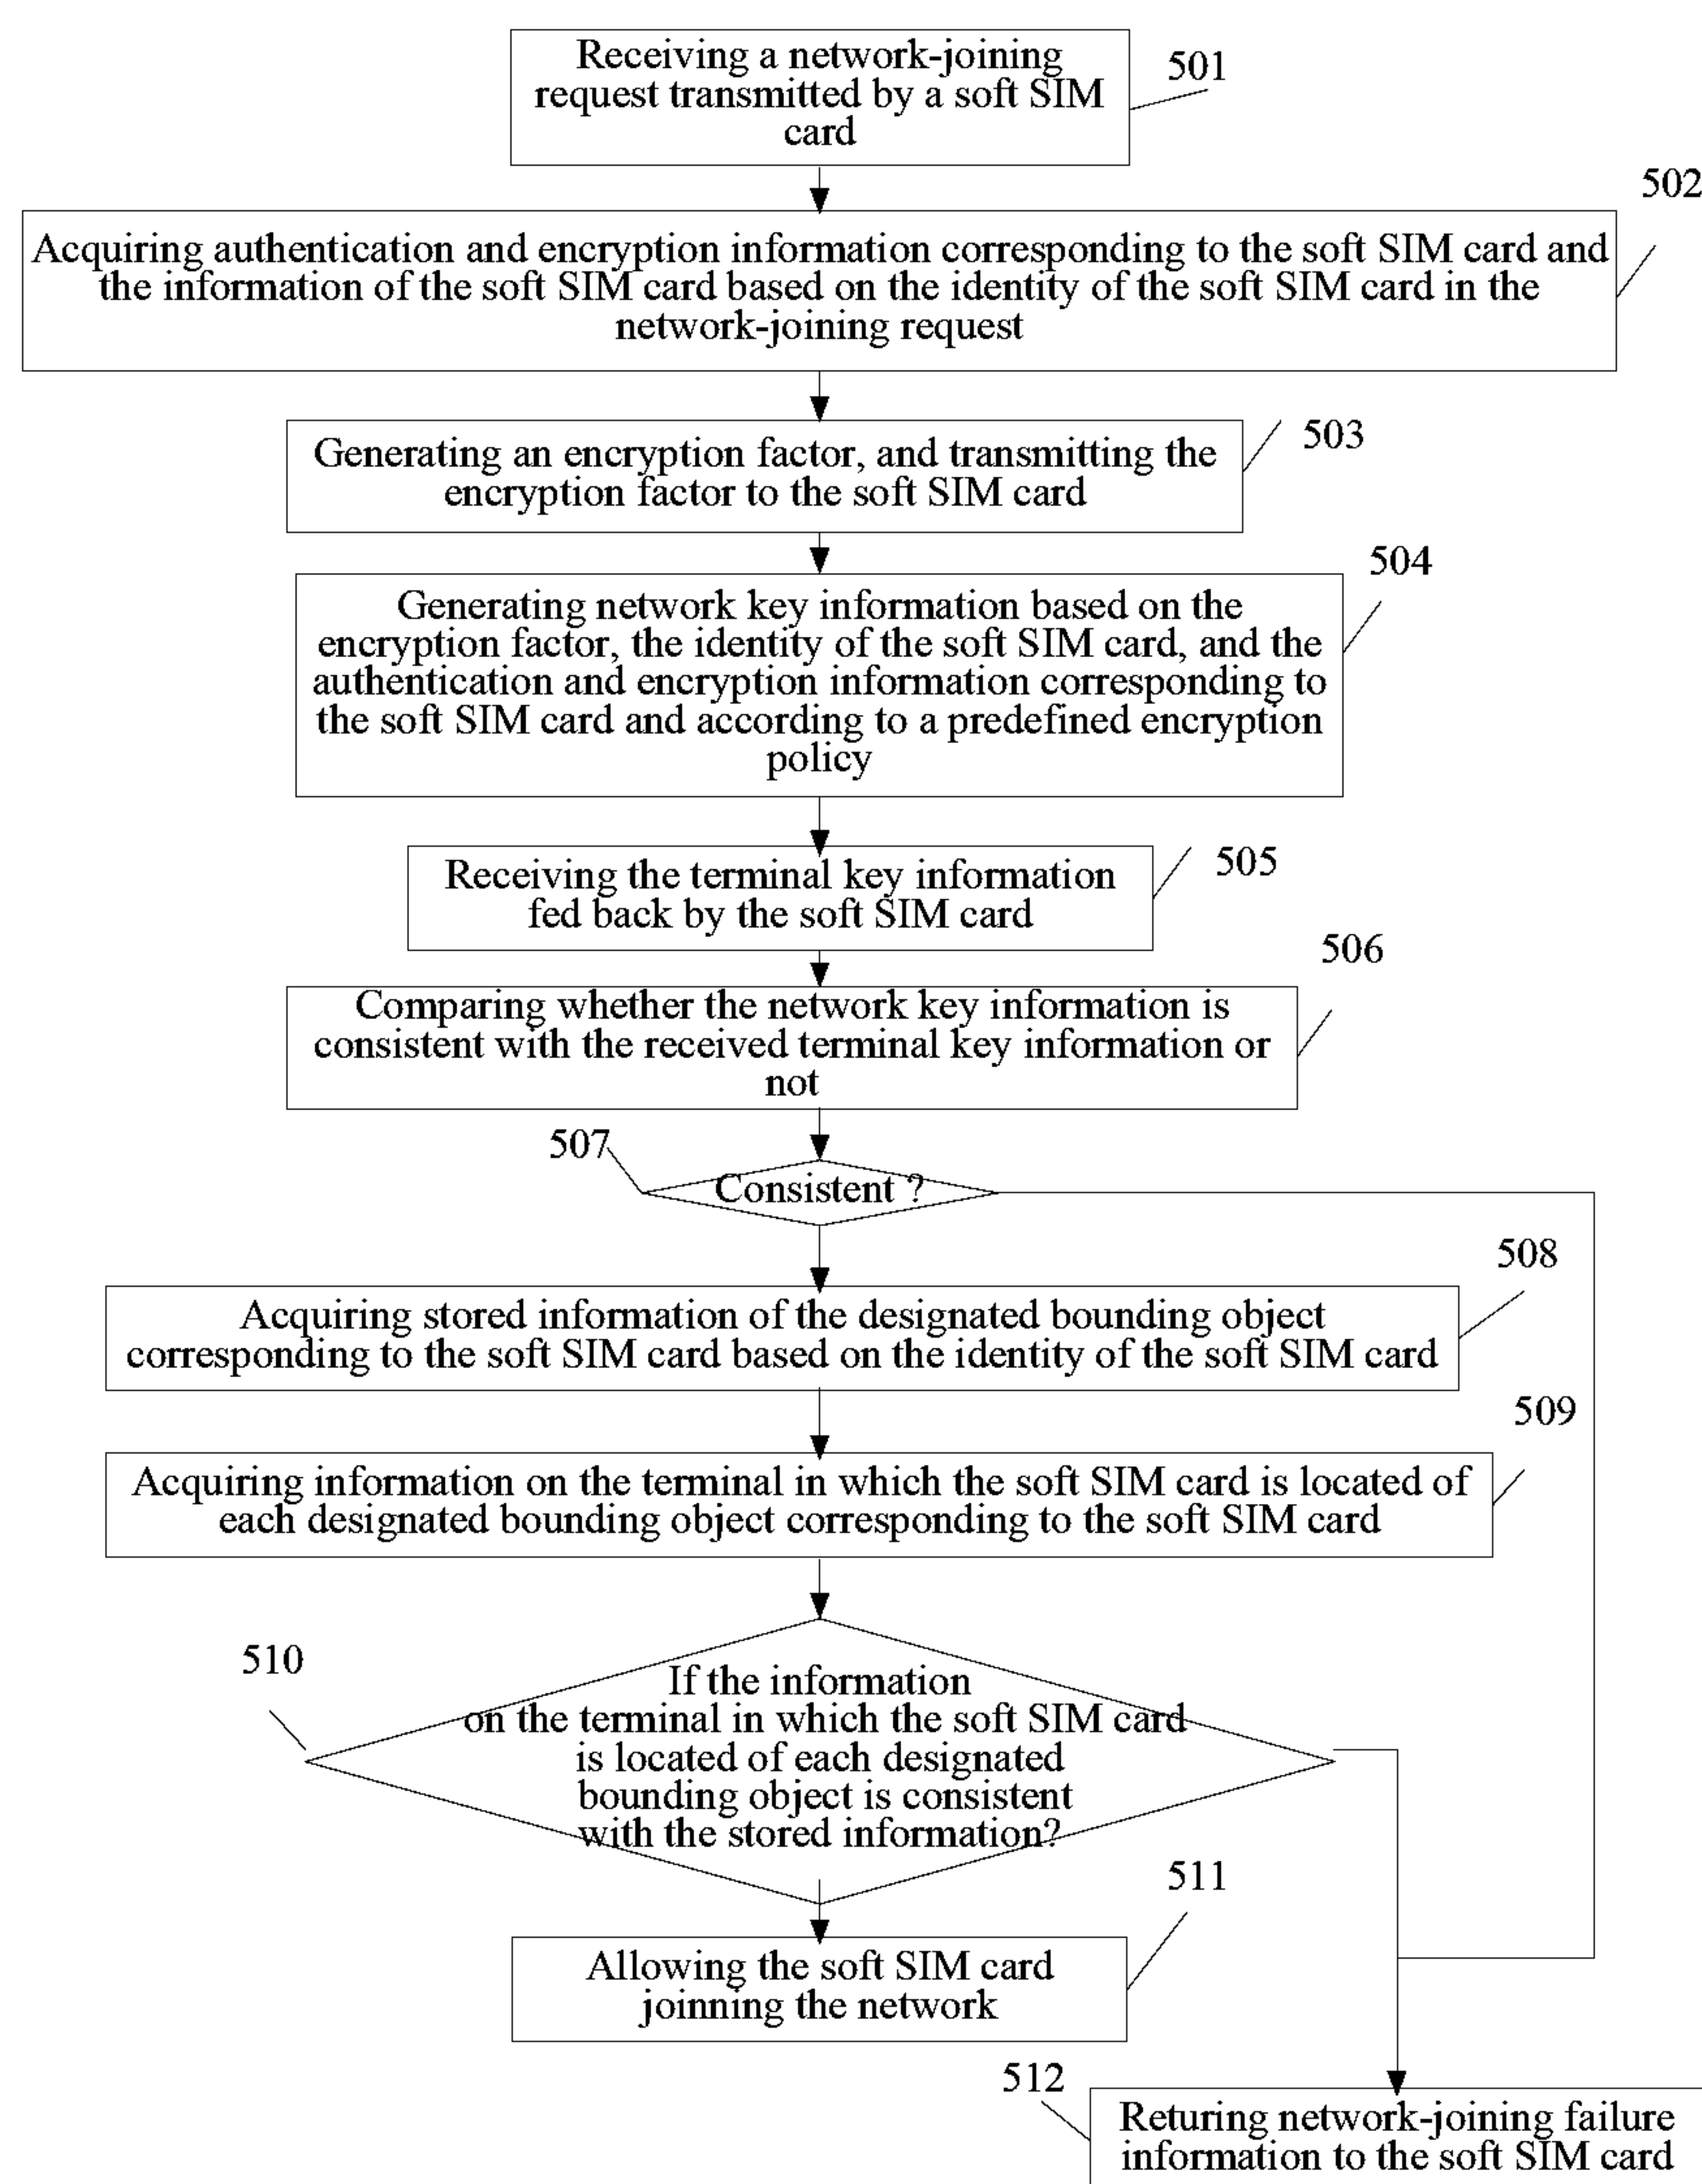 Receiving a network-joining
request transmitted by a soft SIM
card
501
502
Acquiring authentication and encryption information corresponding to the soft SIM card and
the information of the soft SIM card based on the identity of the soft SIM card in the
network-joining request
503
Generating an encryption factor, and transmitting the
encryption factor to the soft SIM card
504
Generating network key information based on the
encryption factor, the identity of the soft SIM card, and the
authentication and encryption information corresponding to
the soft SIM card and according to a predefined encryption
policy
505
Receiving the terminal key information
fed back by the soft SIM card
506
Comparing whether the network key information is
consistent with the received terminal key information or
not
507
Consistent ?
508
Acquiring stored information of the designated bounding object
corresponding to the soft SIM card based on the identity of the soft SIM card
509
Acquiring information on the terminal in which the soft SIM card is located of
each designated bounding object corresponding to the soft SIM card
510
If the information
on the terminal in which the soft SIM card
is located of each designated
bounding object is consistent
with the stored information?
511
Allowing the soft SIM card
joinning the network
512
Returing network-joining failure
information to the soft SIM card